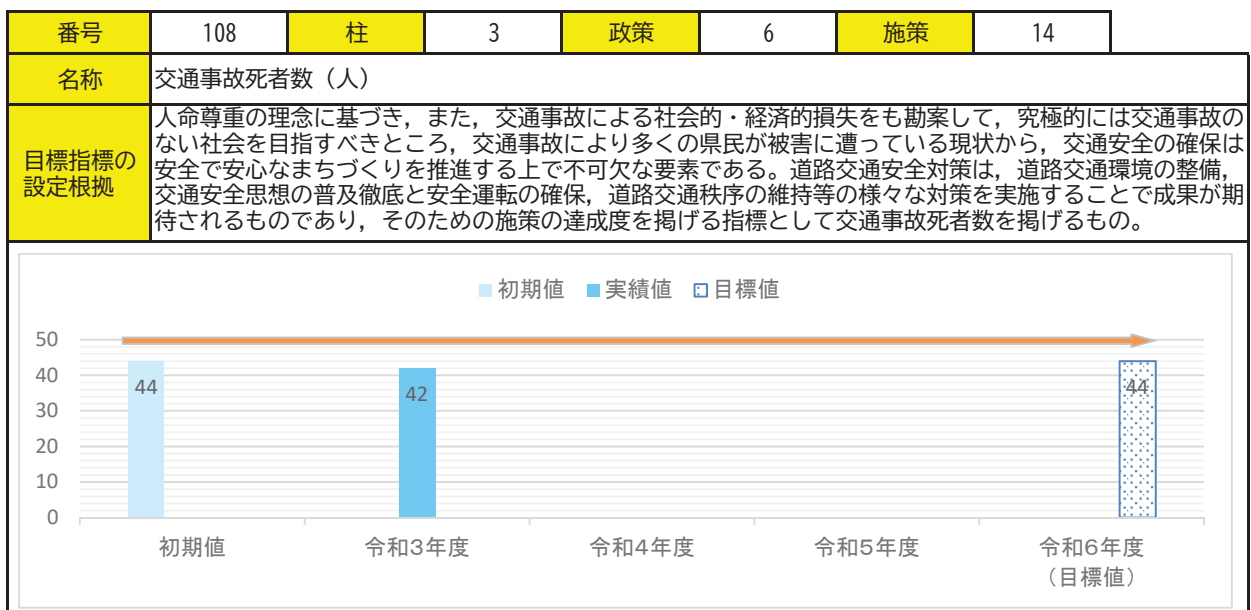 番号 108 柱 3 政策 6 施策 14
名称 交通事故死者数（人）
目標指標の
設定根拠
人命尊重の理念に基づき，また，交通事故による社会的・経済的損失をも勘案して，究極的には交通事故の
ない社会を目指すべきところ，交通事故により多くの県民が被害に遭っている現状から，交通安全の確保は
安全で安心なまちづくりを推進する上で不可欠な要素である。道路交通安全対策は，道路交通環境の整備，
交通安全思想の普及徹底と安全運転の確保，道路交通秩序の維持等の様々な対策を実施することで成果が期
待されるものであり，そのための施策の達成度を掲げる指標として交通事故死者数を掲げるもの。
初期値 実績値 目標値
50
40
30
20
10
0
44
42
44
初期値 令和3年度 令和4年度 令和5年度 令和6年度
（目標値）